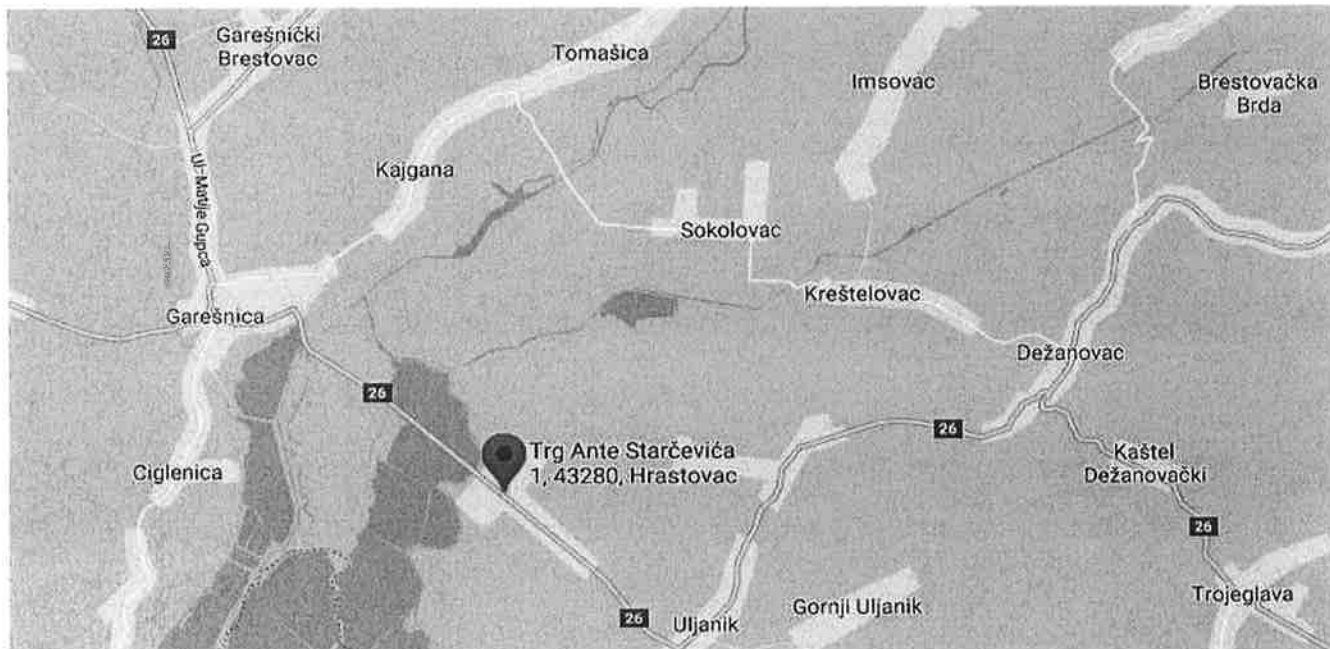 26
Garešnički
Brestovac
Tomašica
Imsovac
Brestovačka
Brda
Kajgana
Ul. Matije Gupca
Sokolovac
Kreštelovac
Garešnica
Dežanovac
26
26
Trg Ante Starčevića
1, 43280, Hrastovac
Ciglenica
Kaštel
Dežanovački
26
Trojeglava
Gornji Uljanik
26
Uljanik